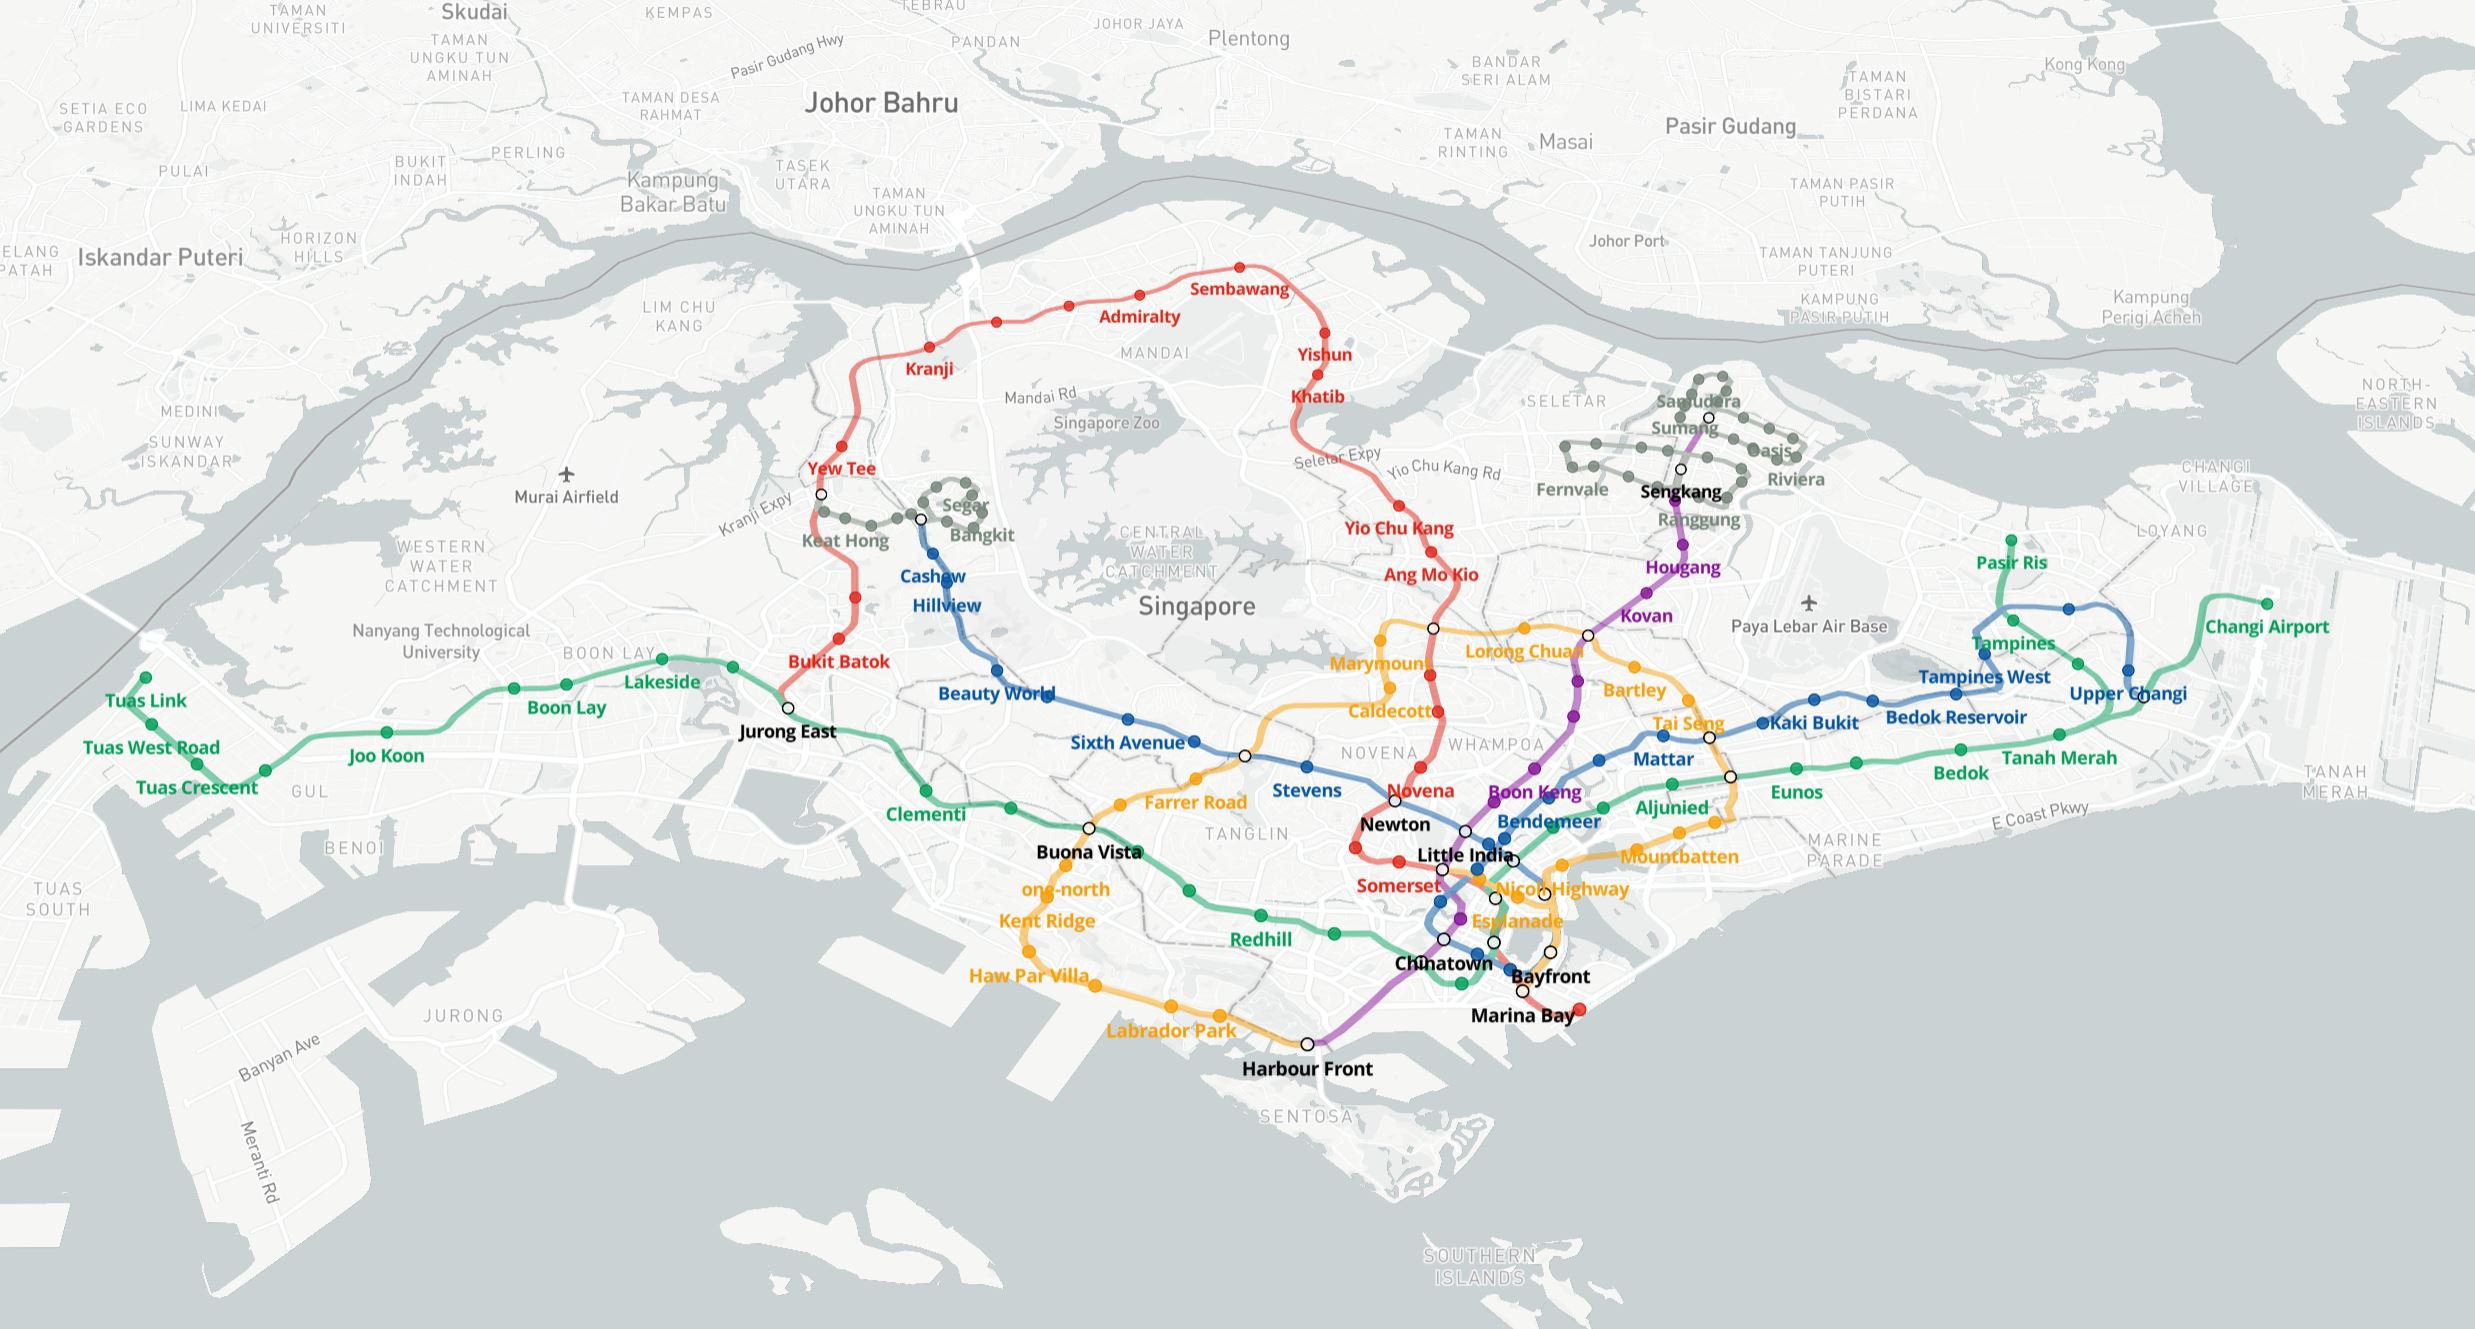 TAMAN
UNIVERSITI
Skudai
KEMPAS
TEBRAU
JOHOR JAYA
Plentong
TAMAN
UNGKU TUN
AMINAH
Pasir Gudang Hwy
PANDAN
BANDAR
SERI ALAM
Kong Kong
SETIA ECO
GARDENS
LIMA KEDAI
TAMAN DESA
RAHMAT
Johor Bahru
TAMAN
BISTARI
PERDANA
TAMAN
RINTING
Masai
Pasir Gudang
PULAI
BUKIT
INDAH
PERLING
Kampung
Bakar Batu
TASEK
UTARA
TAMAN
UNGKU TUN
AMINAH
TAMAN PASIR
PUTIH
ELANG
PATAH
Iskandar Puteri
HORIZON
HILLS
Johor Port
TAMAN TANJUNG
PUTERI
LIM CHU
KANG
Sembawang
Admiralty
KAMPUNG
PASIR PUTIH
Kampung
Perigi Acheh
Kranji
MANDAI
Yishun
Khatib
Mandai Rd
Singapore Zoo
SELETAR
Samudera
Sumang
NORTH-
EASTERN
ISLANDS
MEDINI
SUNWAY
ISKANDAR
Murai Airfield
Yew Tee
Kranji Expy
Seletar Expy
Yio Chu Kang Rd
Oasis
Riviera
Fernvale
Sengkang
Ranggung
CHANGI
VILLAGE
Segar
Bangkit
Keat Hong
Yio Chu Kang
LOYANG
WESTERN
WATER
CATCHMENT
CENTRAL
WATER
CATCHMENT
Cashew
Hillview
Ang Mo Kio
Hougang
Kovan
Pasir Ris
Singapore
Paya Lebar Air Base
Changi Airport
Nanyang Technological
University
BOON LAY
Bukit Batok
Marymount
Lorong Chuan
Tampines
Tuas Link
Lakeside
Boon Lay
Beauty World
Caldecott
Bartley
Tampines West
Upper Changi
Tuas West Road
Joo Koon
Jurong East
Sixth Avenue
NOVENA
WHAMPOA
Tai Seng
Kaki Bukit
Bedok Reservoir
Tuas Crescent
GUL
Clementi
Farrer Road
Stevens
Novena
Boon Keng
Mattar
Aljunied
Eunos
Bedok
Tanah Merah
TANAH
MERAH
BENOI
Buona Vista
TANGLIN
Newton
Bendemeer
Little India
Mountbatten
MARINE
PARADE
E Coast Pkwy
TUAS
SOUTH
one-north
Kent Ridge
Somerset
Nicoll Highway
Esplanade
Redhill
Haw Par Villa
Chinatown
Bayfront
JURONG
Labrador Park
Marina Bay
Banyan Ave
Harbour Front
Meranti Rd
SENTOSA
SOUTHERN
ISLANDS